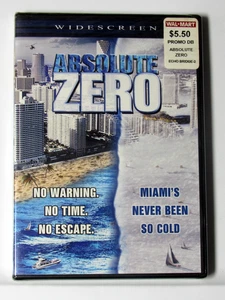 WIDESCREEN
WAL-MART
$5.50
PROMO DB
ABSOLUTE
ZERO
ABSOLUTE
ZERO
NO WARNING.
NO TIME.
NO ESCAPE.
MIAMI'S
NEVER BEEN
SO COLD